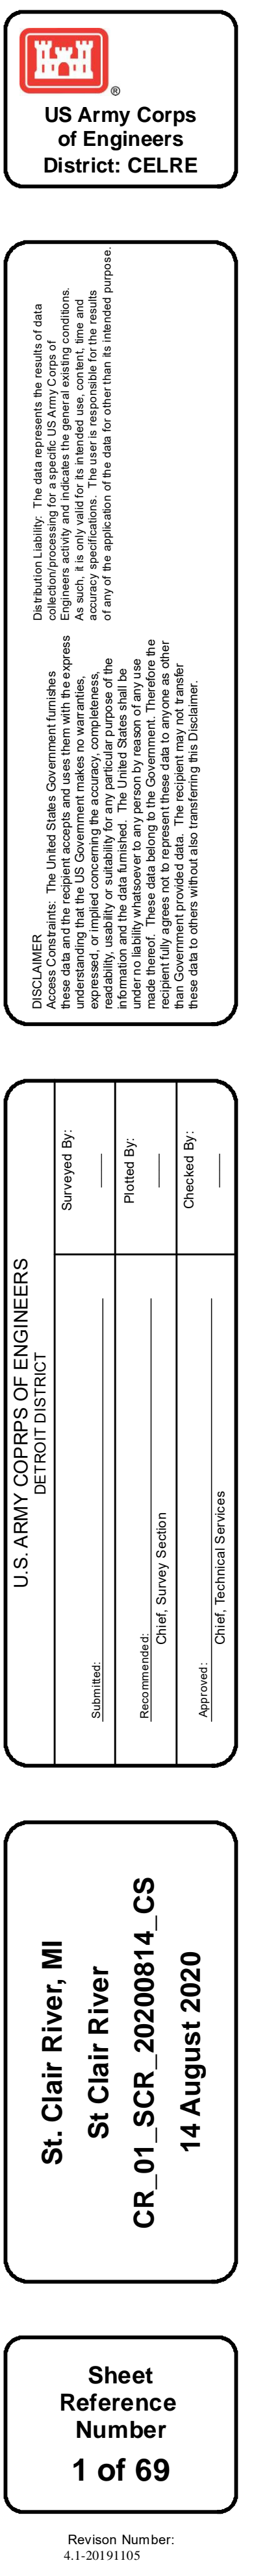 ®
US Army Corps
of Engineers
District: CELRE
DISCLAIMER
Access Constraints: The United States Government furnishes
these data and the recipient accepts and uses them with the express
understanding that the US Government makes no warranties,
expressed, or implied concerning the accuracy, completeness,
readability, usability or suitability for any particular purpose of the
information and the data furnished. The United States shall be
under no liability whatsoever to any person by reason of any use
made thereof. These data belong to the Government. Therefore the
recipient fully agrees not to represent these data to anyone as other
than Government provided data. The recipient may not transfer
these data to others without also transferring this Disclaimer.
Distribution Liability: The data represents the results of data
collection/processing for a specific US Army Corps of
Engineers activity and indicates the general existing conditions.
As such, it is only valid for its intended use, content, time and
accuracy specifications. The user is responsible for the results
of any of the application of the data for other than its intended purpose.
U.S. ARMY COPRPS OF ENGINEERS
DETROIT DISTRICT
Submitted:
Surveyed By:
Recommended:
Chief, Survey Section
Plotted By:
Approved:
Chief, Technical Services
Checked By:
St. Clair River, MI
St Clair River
CR_01_SCR_20200814_CS
14 August 2020
Sheet
Reference
Number
1 of 69
Revison Number:
4.1-20191105